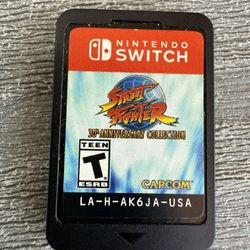 NINTENDO
SWITCH
STREET
FIGHTER
30th ANNIVERSARY COLLECTION
TEEN
T
ESRB
CAPCOM
LA-H-AK6JA-USA